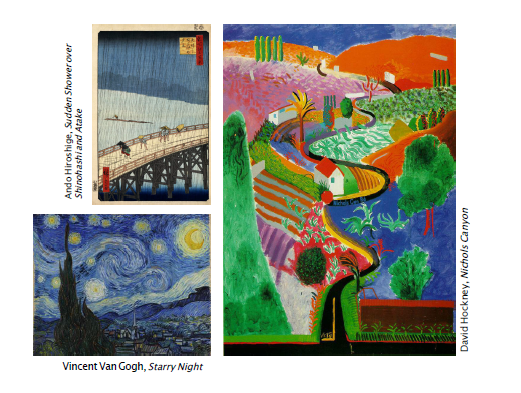 Ando Hiroshige, Sudden Shower over
Shinohashi and Atake
Vincent Van Gogh, Starry Night
David Hockney, Nichols Canyon